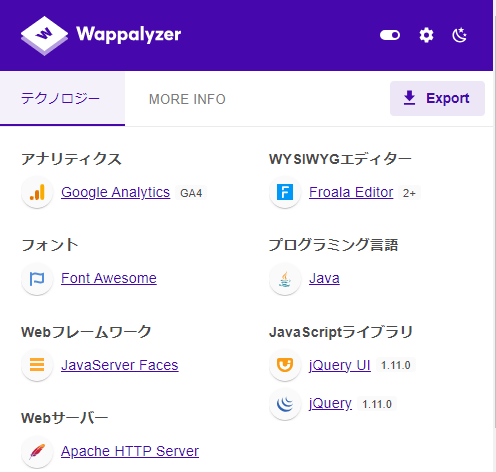 Wappalyzer
テクノロジー
MORE INFO
Export
アナリティクス
Google Analytics GA4
フォント
Font Awesome
Webフレームワーク
JavaServer Faces
Webサーバー
Apache HTTP Server
WYSIWYGエディター
Froala Editor 2+
プログラミング言語
Java
JavaScriptライブラリ
jQuery UI 1.11.0
jQuery 1.11.0